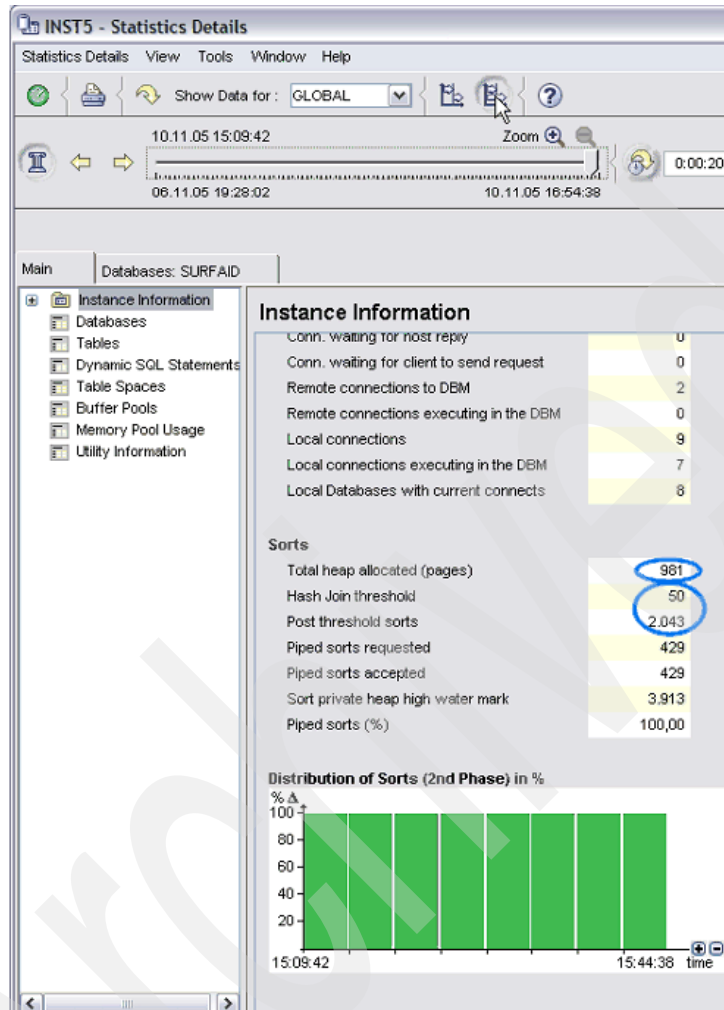 INST5 - Statistics Details
Statistics Details View Tools Window Help
Show Data for : GLOBAL
10.11.05 15:09:42 Zoom
0:00:20
06.11.05 19:28:02 10.11.05 16:54:38
Main Databases: SURFAID
Instance Information
Databases
Tables
Dynamic SQL Statements
Table Spaces
Buffer Pools
Memory Pool Usage
Utility Information
Instance Information
Conn. waiting for host reply 0
Conn. waiting for client to send request 0
Remote connections to DBM 2
Remote connections executing in the DBM 0
Local connections 9
Local connections executing in the DBM 7
Local Databases with current connects 8
Sorts
Total heap allocated (pages) 981
Hash Join threshold 50
Post threshold sorts 2.043
Piped sorts requested 429
Piped sorts accepted 429
Sort private heap high water mark 3.913
Piped sorts (%) 100,00
Distribution of Sorts (2nd Phase) in %
% Δ
100
80
60
40
20
15:09:42 15:44:38 time